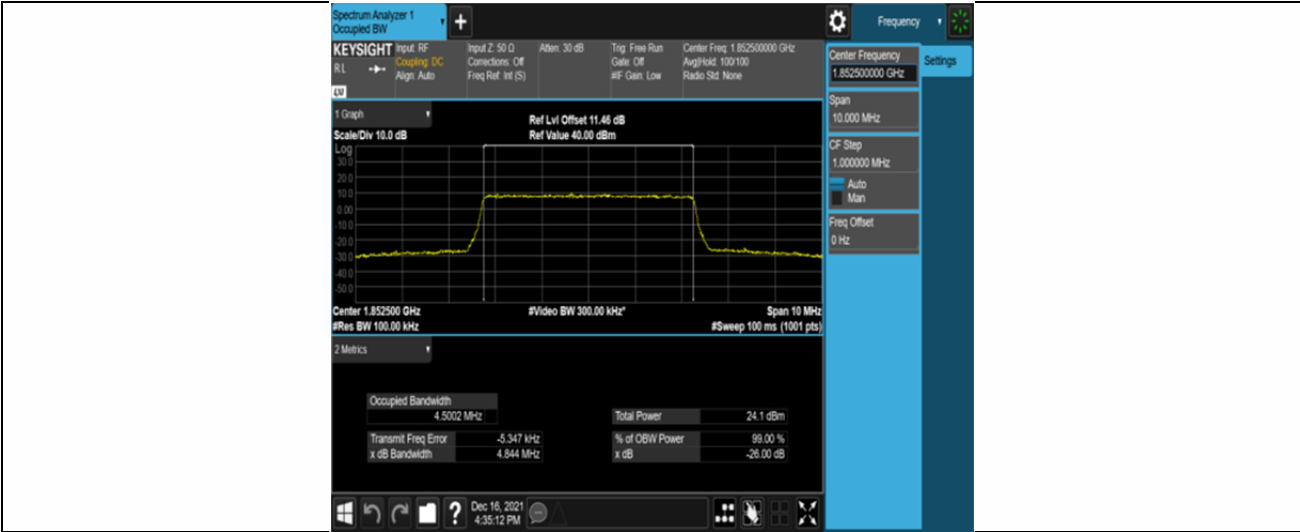 Spectrum Analyzer 1
Occupied BW
+
Frequency
KEYSIGHT
RL
Input: RF
Coupling: DC
Align: Auto
Input Z: 50 Ω
Corrections: Off
Freq Ref: Int (S)
Atten: 30 dB
Trig: Free Run
Gate: Off
#IF Gain: Low
Center Freq: 1.852500000 GHz
Avg|Hold: 100/100
Radio Std: None
Center Frequency
1.852500000 GHz
Settings
Span
10.000 MHz
CF Step
1.000000 MHz
Auto
Man
Freq Offset
0 Hz
1 Graph
Scale/Div 10.0 dB
Ref Lvl Offset 11.46 dB
Ref Value 40.00 dBm
Log
30.0
20.0
10.0
0.00
-10.0
-20.0
-30.0
-40.0
-50.0
Center 1.852500 GHz
#Video BW 300.00 kHz*
Span 10 MHz
#Res BW 100.00 kHz
#Sweep 100 ms (1001 pts)
2 Metrics
Occupied Bandwidth
4.5002 MHz
Total Power 24.1 dBm
Transmit Freq Error -5.347 kHz
% of OBW Power 99.00 %
x dB Bandwidth 4.844 MHz
x dB -26.00 dB
?
Dec 16, 2021
4:35:12 PM